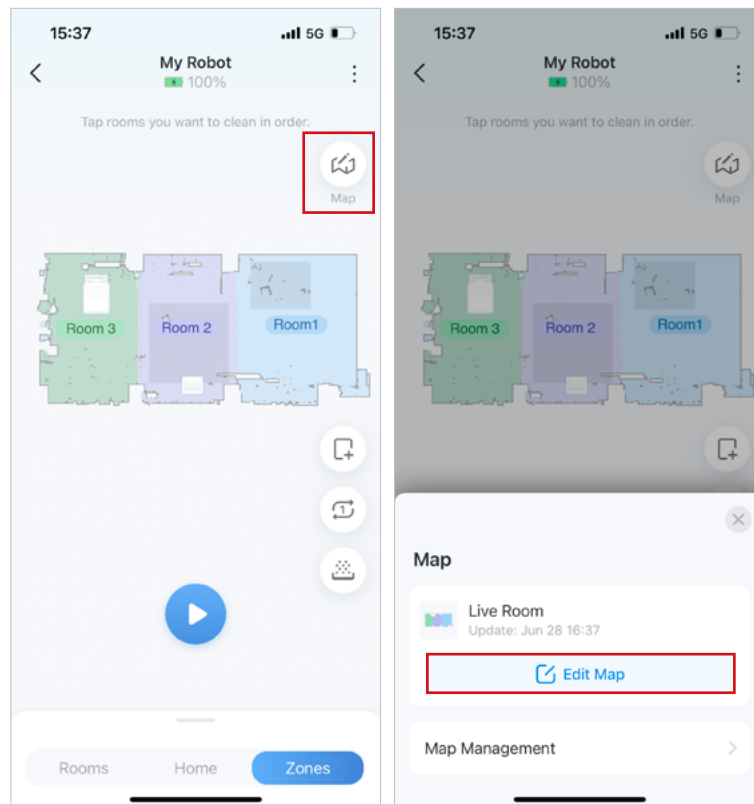 15:37 5G
My Robot
100%
Tap rooms you want to clean in order.
Map
Room 3 Room 2 Room1
1
Rooms Home Zones
15:37 5G
My Robot
100%
Tap rooms you want to clean in order.
Map
Room 3 Room 2 Room1
Map
Live Room
Update: Jun 28 16:37
Edit Map
Map Management